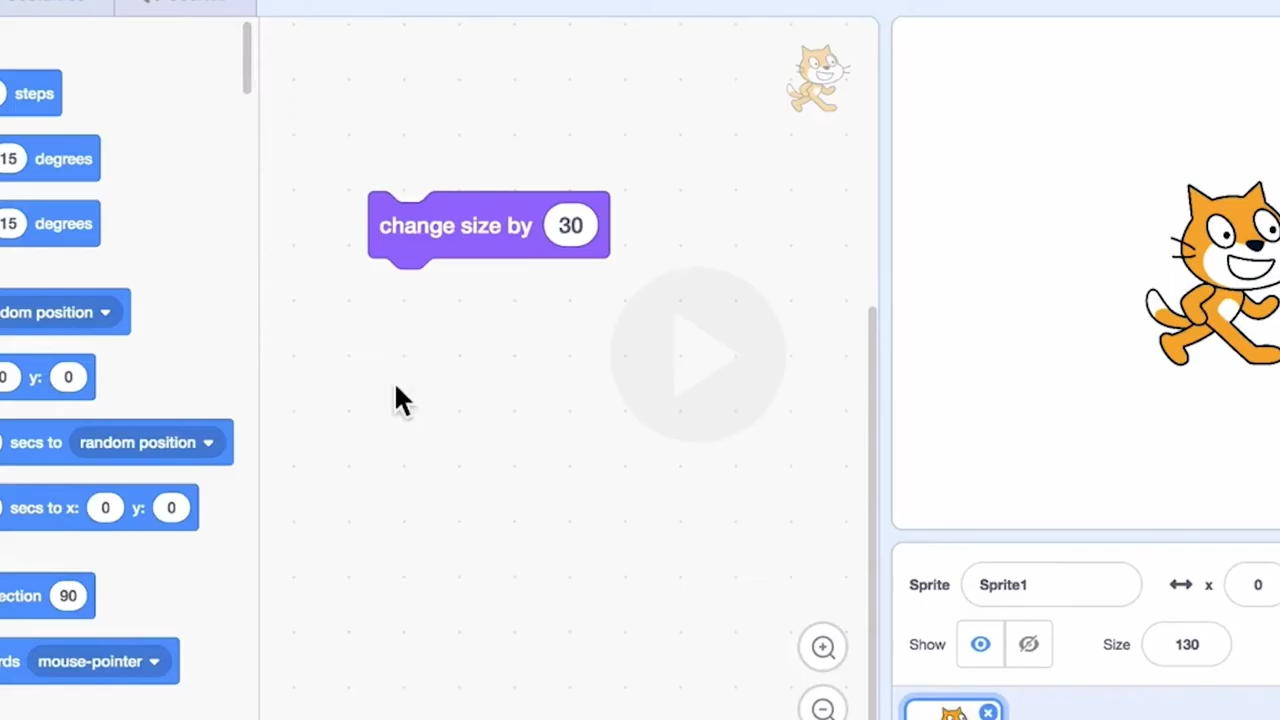 steps
15 degrees
15 degrees
dom position
0 y: 0
secs to random position
secs to x: 0 y: 0
ection 90
rds mouse-pointer
change size by 30
Sprite Sprite1 x 0
Show Size 130